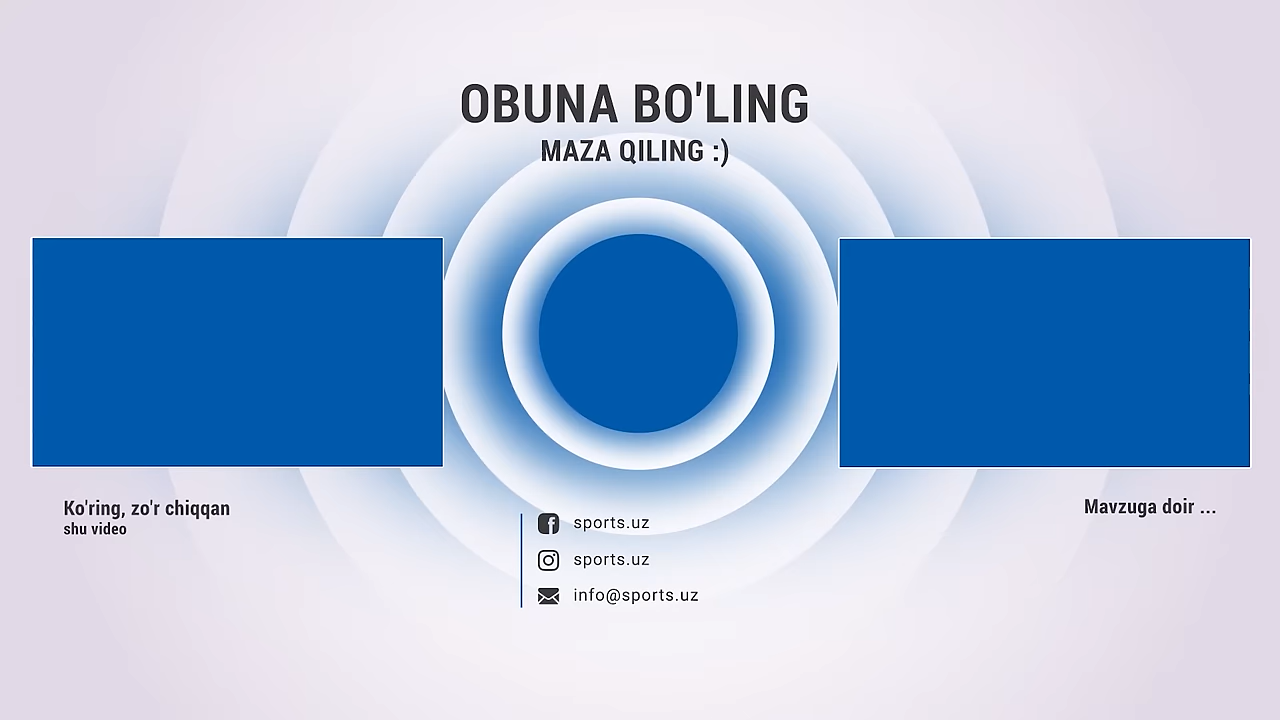 OBUNA BO'LING
MAZA QILING :)
Ko'ring, zo'r chiqqan
shu video
Mavzuga doir ...
sports.uz
sports.uz
info@sports.uz